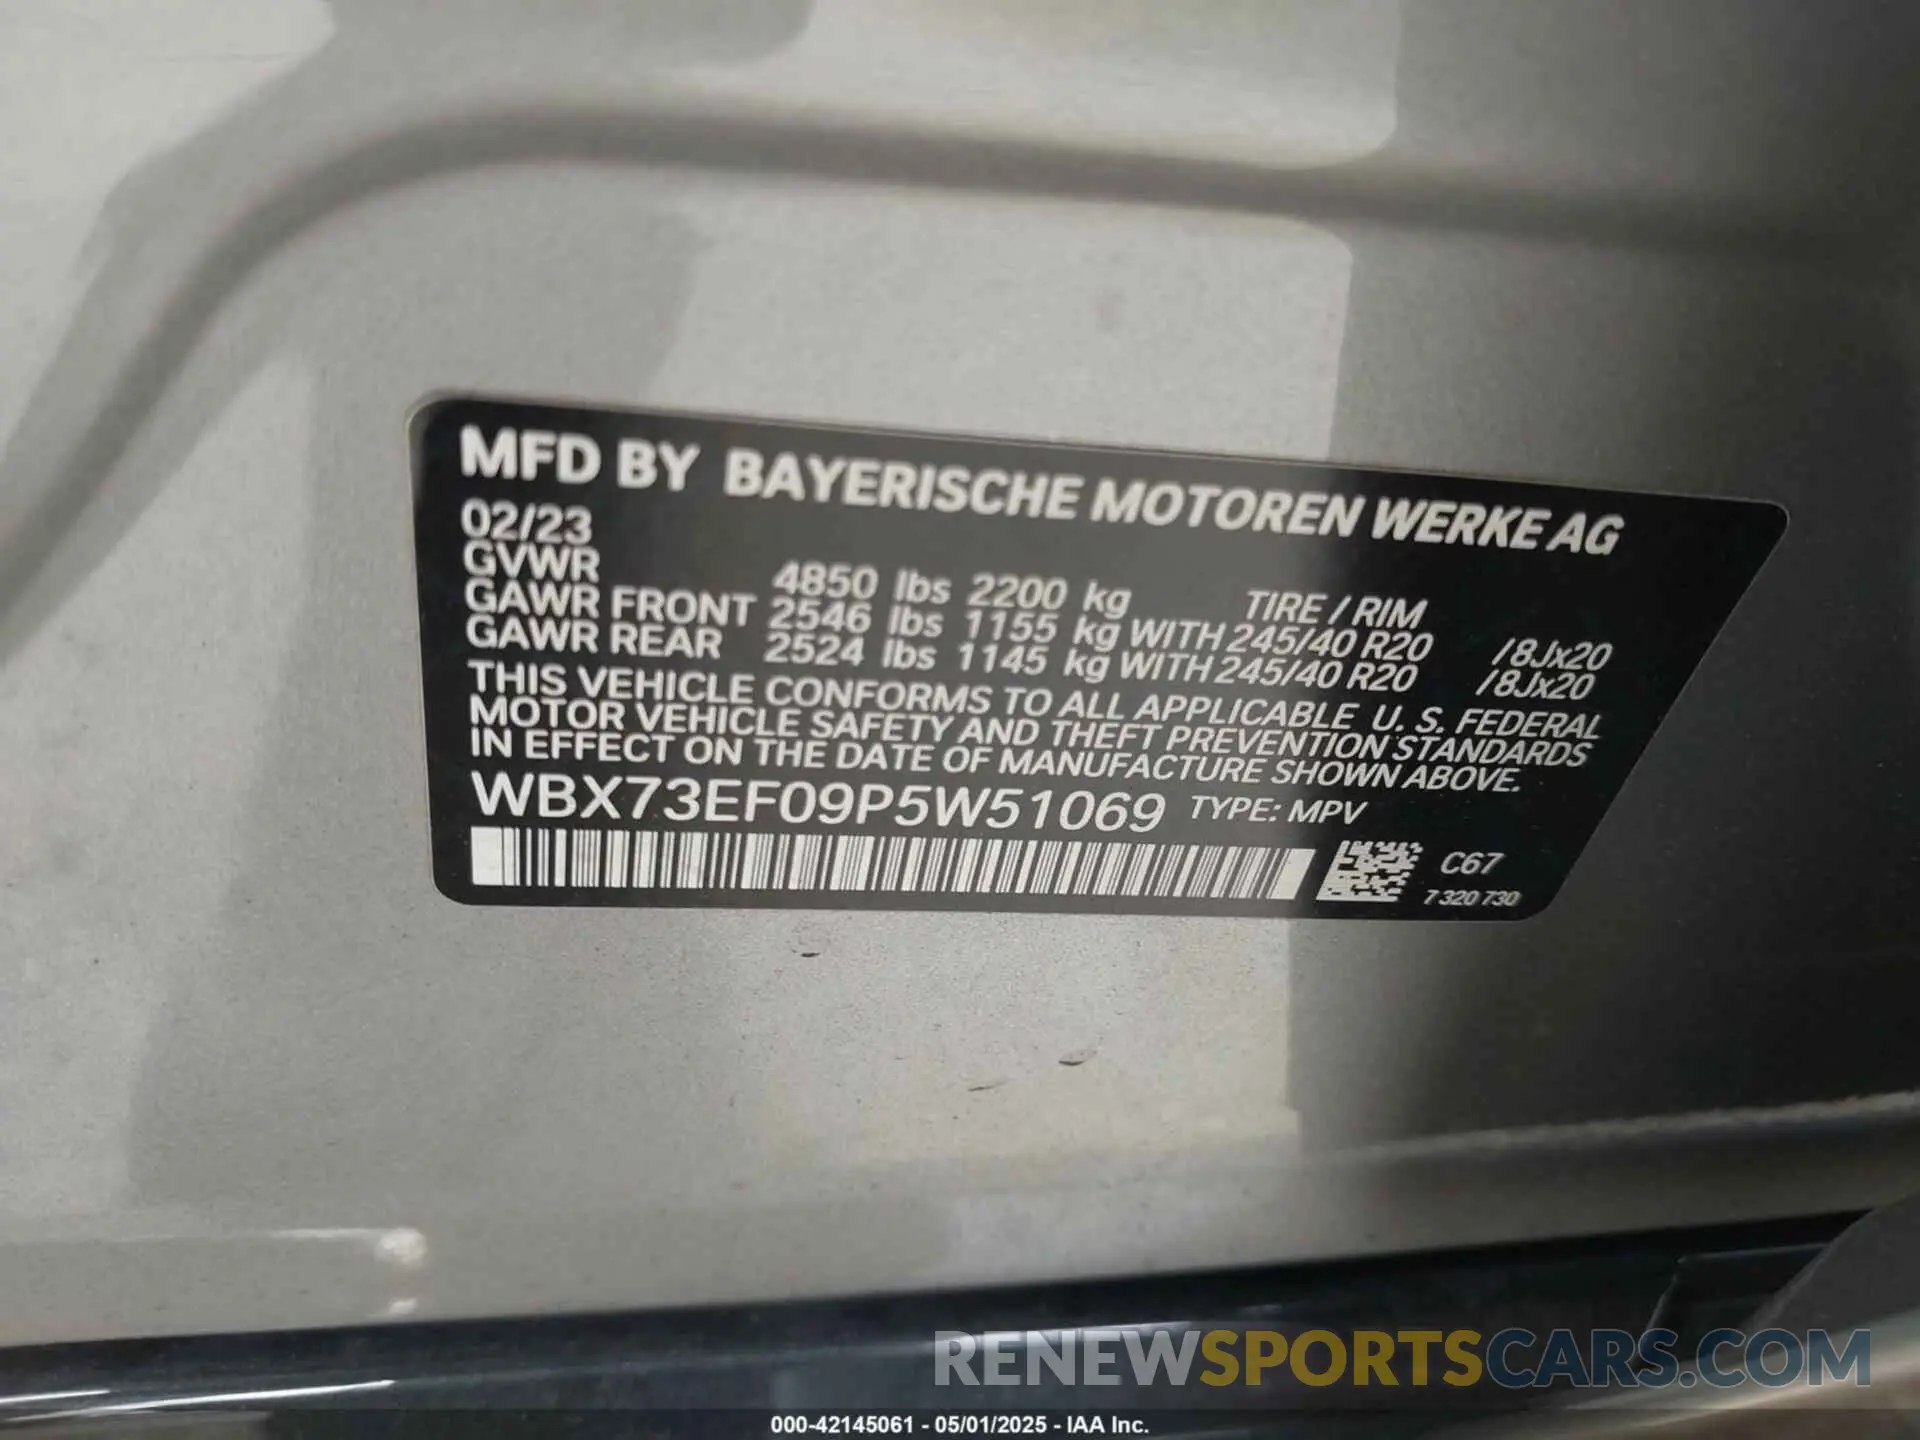 MFD BY BAYERISCHE MOTOREN WERKE AG
02/23
GVWR 4850 lbs 2200 kg TIRE / RIM
GAWR FRONT 2546 lbs 1155 kg WITH 245/40 R20 /8Jx20
GAWR REAR 2524 lbs 1145 kg WITH 245/40 R20 /8Jx20
THIS VEHICLE CONFORMS TO ALL APPLICABLE U. S. FEDERAL
MOTOR VEHICLE SAFETY AND THEFT PREVENTION STANDARDS
IN EFFECT ON THE DATE OF MANUFACTURE SHOWN ABOVE.
WBX73EF09P5W51069 TYPE: MPV
C67
7 320 730
RENEWSPORTSCARS.COM
000-42145061 - 05/01/2025 - IAA Inc.